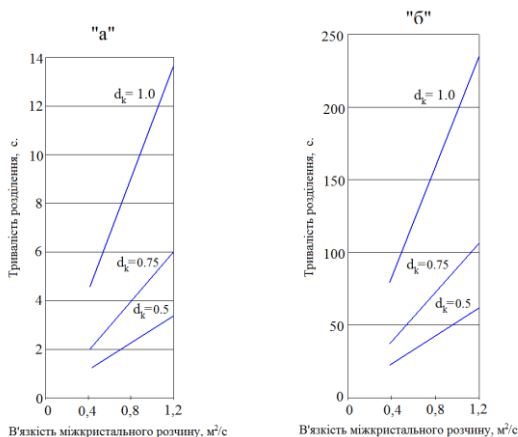 "а"
Тривалість розділення, с.
14
12
10
8
6
4
2
0
dk= 1.0
dk=0.75
dk=0.5
0 0,4 0,8 1,2
В'язкість міжкристального розчину, м²/с
"б"
Тривалість розділення, с.
250
200
150
100
50
0
dk= 1.0
dk=0.75
dk=0.5
0 0,4 0,8 1,2
В'язкість міжкристального розчину, м²/с